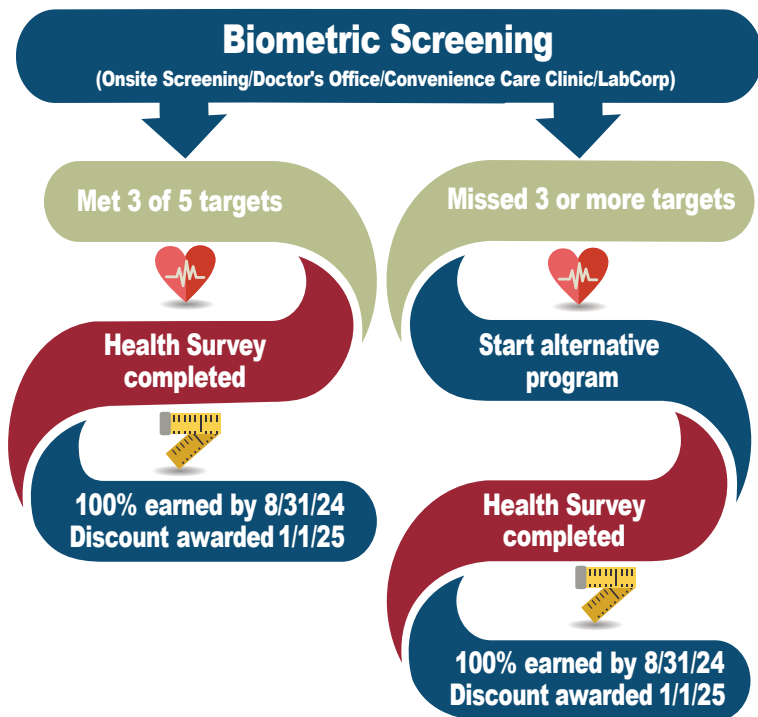 Biometric Screening
(Onsite Screening/Doctor's Office/Convenience Care Clinic/LabCorp)
Met 3 of 5 targets
Health Survey
completed
100% earned by 8/31/24
Discount awarded 1/1/25
Missed 3 or more targets
Start alternative
program
Health Survey
completed
100% earned by 8/31/24
Discount awarded 1/1/25